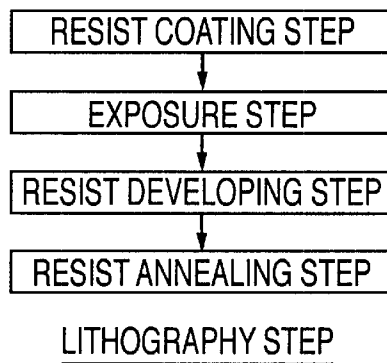 RESIST COATING STEP
EXPOSURE STEP
RESIST DEVELOPING STEP
RESIST ANNEALING STEP
LITHOGRAPHY STEP